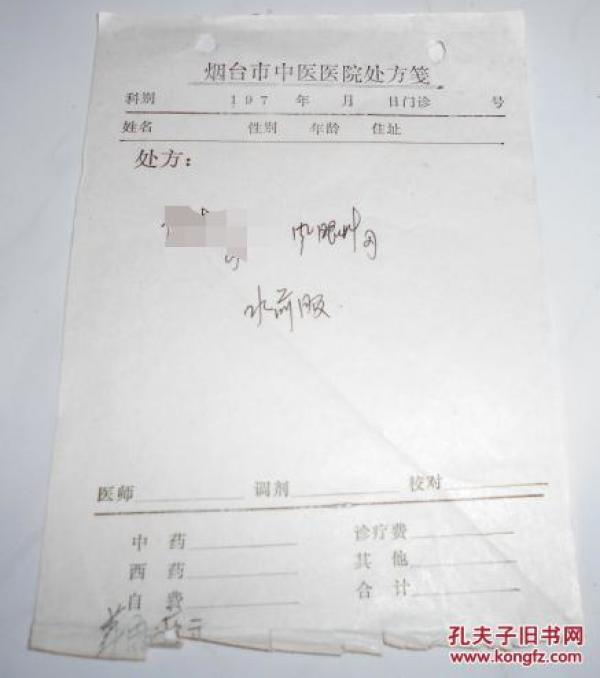 烟台市中医医院处方笺
科别 197 年 月 日门诊 号
姓名 性别 年龄 住址
处方：
水煎服
医师 调剂 校对
中 药 诊疗费
西 药 其 他
自 费 合 计
孔夫子旧书网
www.kongfz.com